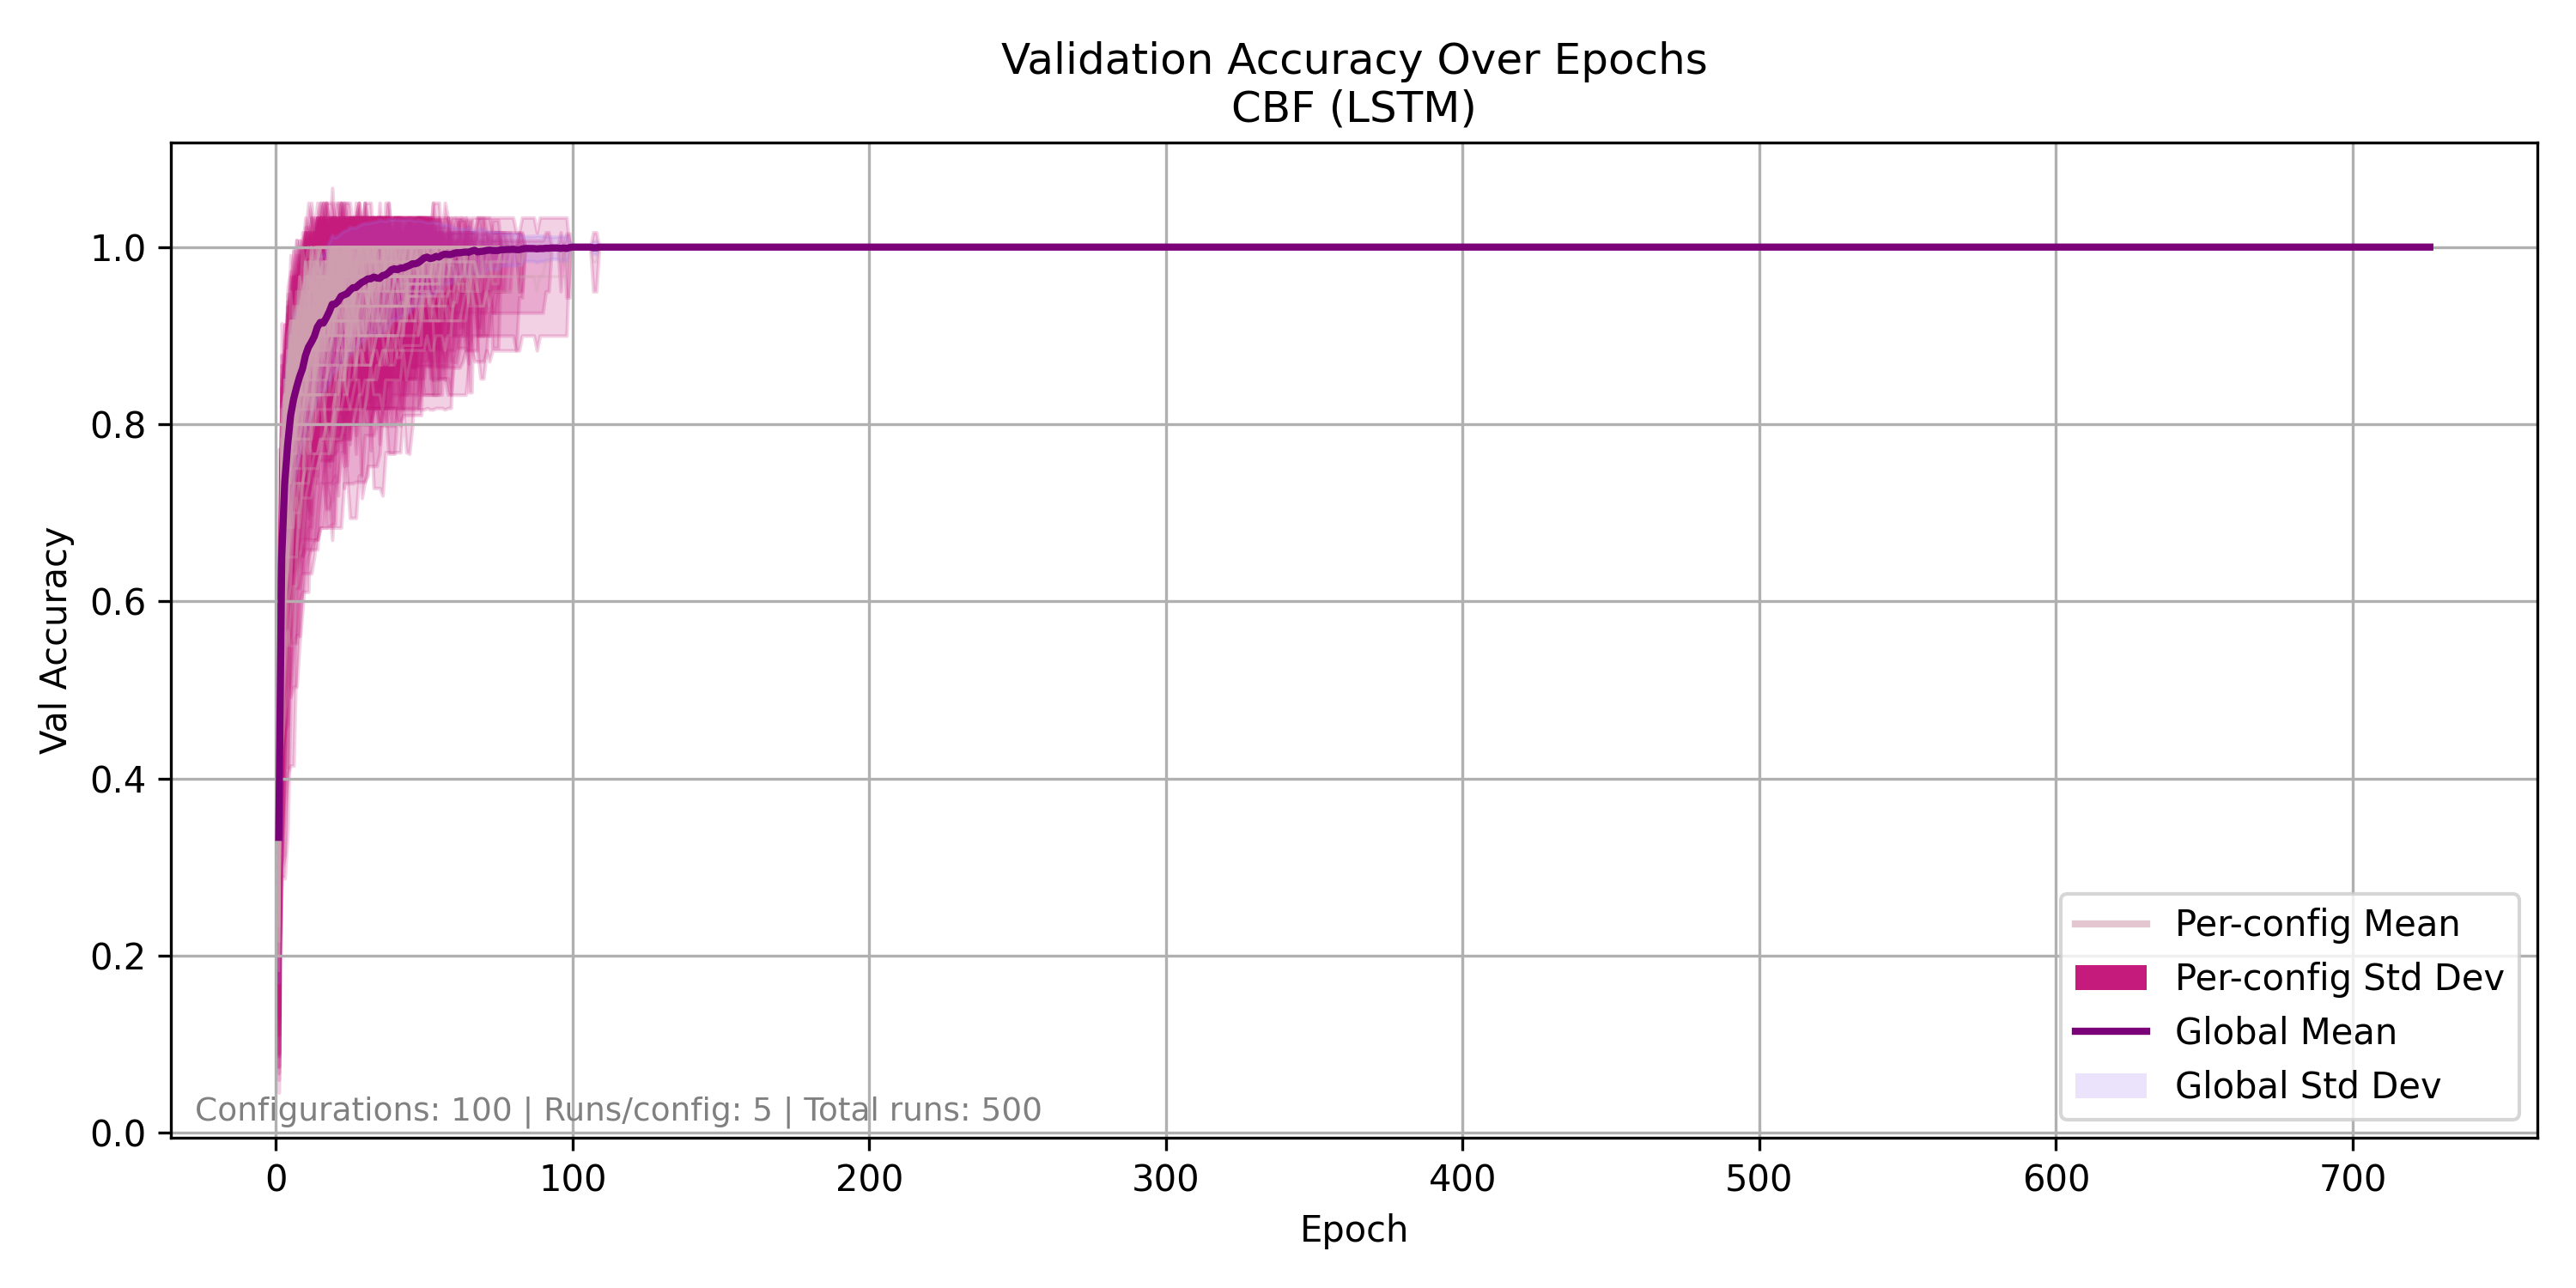 Validation Accuracy Over Epochs
CBF (LSTM)
Val Accuracy
1.0
0.8
0.6
0.4
0.2
0.0
Configurations: 100 | Runs/config: 5 | Total runs: 500
Per-config Mean
Per-config Std Dev
Global Mean
Global Std Dev
0 100 200 300 400 500 600 700
Epoch